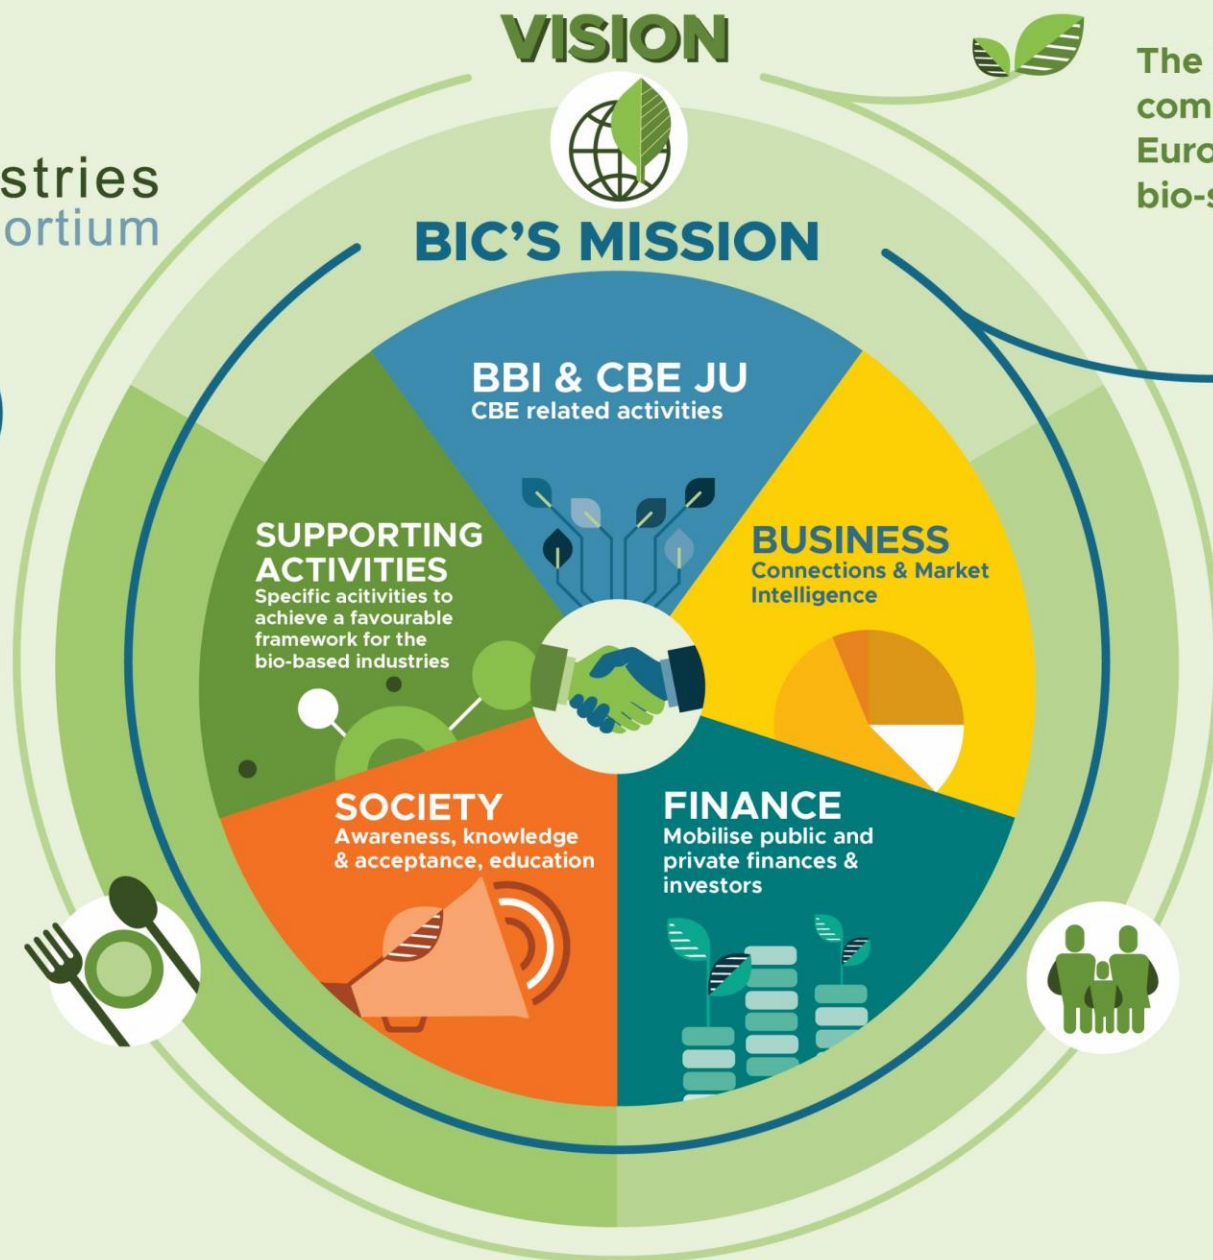 VISION
The
com
Euro
bio-s
stries
ortium
BIC'S MISSION
BBI & CBE JU
CBE related activities
BUSINESS
Connections & Market
Intelligence
SUPPORTING
ACTIVITIES
Specific acitivities to
achieve a favourable
framework for the
bio-based industries
SOCIETY
Awareness, knowledge
& acceptance, education
FINANCE
Mobilise public and
private finances &
investors